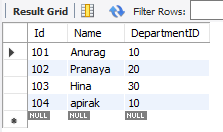 Result Grid Filter Rows:
Id Name DepartmentID
101 Anurag 10
102 Pranaya 20
103 Hina 30
104 apirak 10
NULL NULL NULL